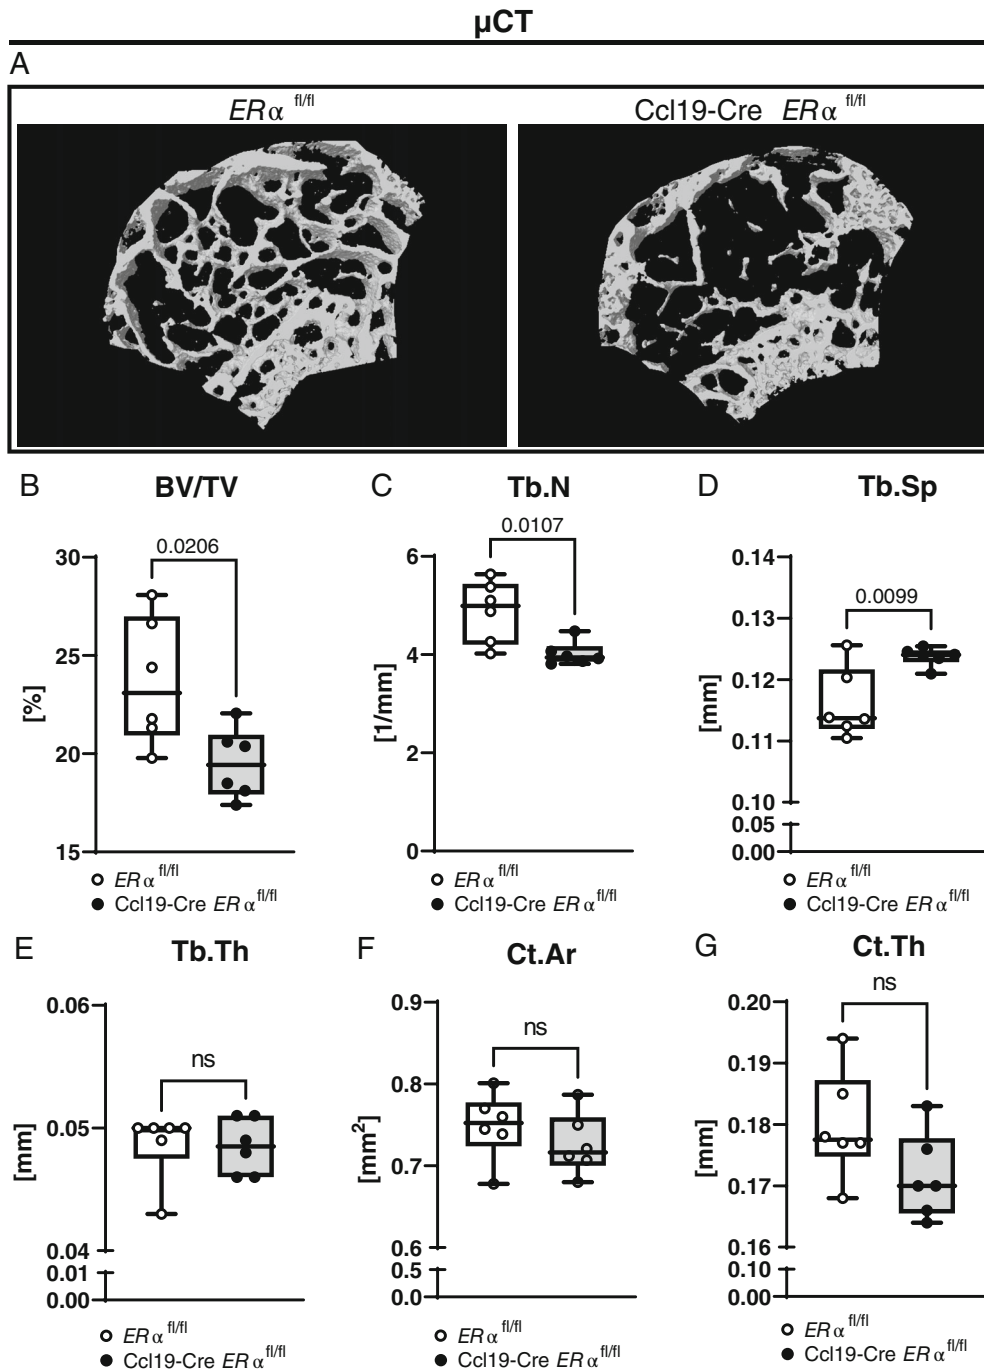 µCT
A
ERα fl/fl
Ccl19-Cre ERα fl/fl
B BV/TV
C Tb.N
D Tb.Sp
0.0206
0.0107
0.0099
30
25
20
15
[%]
6
4
2
0
[1/mm]
0.14
0.13
0.12
0.11
0.10
0.05
0.00
[mm]
ERα fl/fl
Ccl19-Cre ERα fl/fl
ERα fl/fl
Ccl19-Cre ERα fl/fl
ERα fl/fl
Ccl19-Cre ERα fl/fl
E Tb.Th
F Ct.Ar
G Ct.Th
ns
ns
ns
0.06
0.05
0.04
0.01
0.00
[mm]
0.9
0.8
0.7
0.6
0.5
0.0
[mm²]
0.20
0.19
0.18
0.17
0.16
0.10
0.00
[mm]
ERα fl/fl
Ccl19-Cre ERα fl/fl
ERα fl/fl
Ccl19-Cre ERα fl/fl
ERα fl/fl
Ccl19-Cre ERα fl/fl